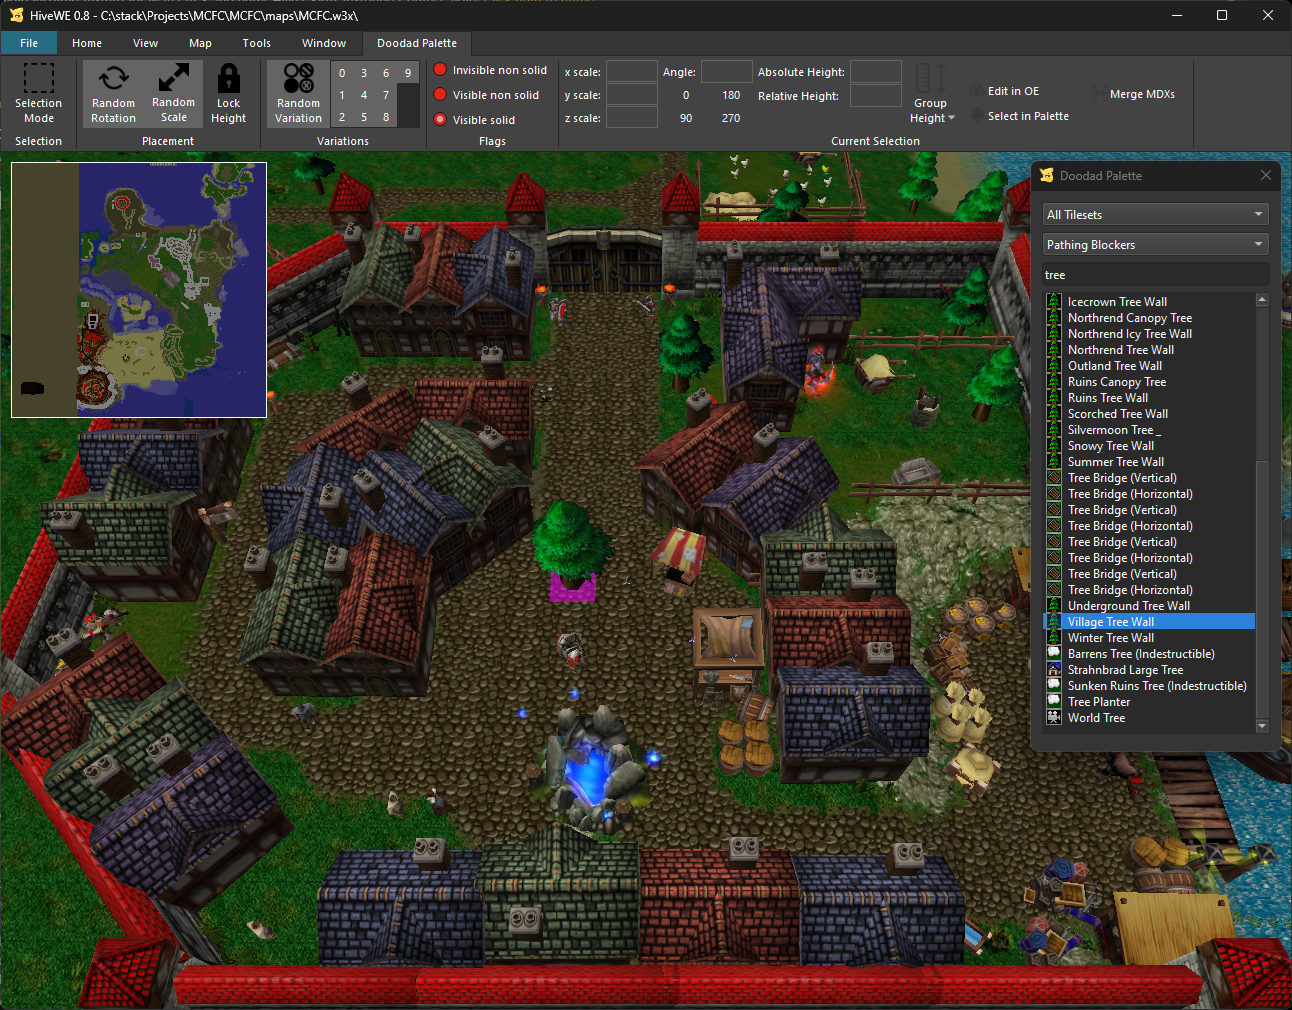 HiveWE 0.8 - C:\stack\Projects\MCFC\MCFC\maps\MCFC.w3x\
File Home View Map Tools Window Doodad Palette
Selection Mode
Random Rotation
Random Scale
Lock Height
Random Variation
0 3 6 9
1 4 7
2 5 8
Invisible non solid
Visible non solid
Visible solid
x scale:
y scale:
z scale:
Angle:
0 180
90 270
Absolute Height:
Relative Height:
Group Height
Edit in OE
Select in Palette
Merge MDXs
Selection Placement Variations Flags Current Selection
Doodad Palette
All Tilesets
Pathing Blockers
tree
Icecrown Tree Wall
Northrend Canopy Tree
Northrend Icy Tree Wall
Northrend Tree Wall
Outland Tree Wall
Ruins Canopy Tree
Ruins Tree Wall
Scorched Tree Wall
Silvermoon Tree _
Snowy Tree Wall
Summer Tree Wall
Tree Bridge (Vertical)
Tree Bridge (Horizontal)
Tree Bridge (Vertical)
Tree Bridge (Horizontal)
Tree Bridge (Vertical)
Tree Bridge (Horizontal)
Tree Bridge (Vertical)
Tree Bridge (Horizontal)
Underground Tree Wall
Village Tree Wall
Winter Tree Wall
Barrens Tree (Indestructible)
Strahnbrad Large Tree
Sunken Ruins Tree (Indestructible)
Tree Planter
World Tree